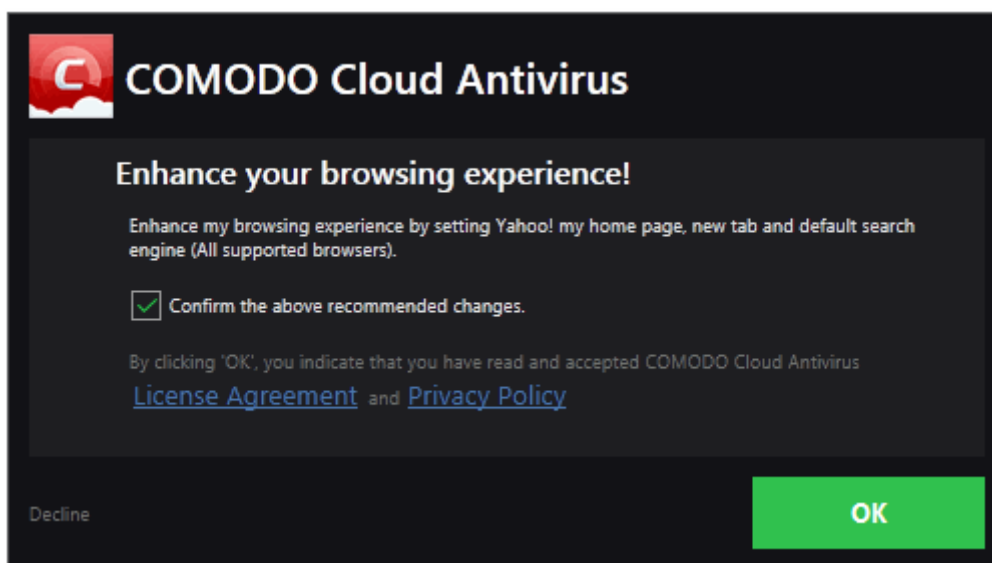 COMODO Cloud Antivirus
Enhance your browsing experience!
Enhance my browsing experience by setting Yahoo! my home page, new tab and default search
engine (All supported browsers).
Confirm the above recommended changes.
By clicking 'OK', you indicate that you have read and accepted COMODO Cloud Antivirus
License Agreement and Privacy Policy
Decline OK